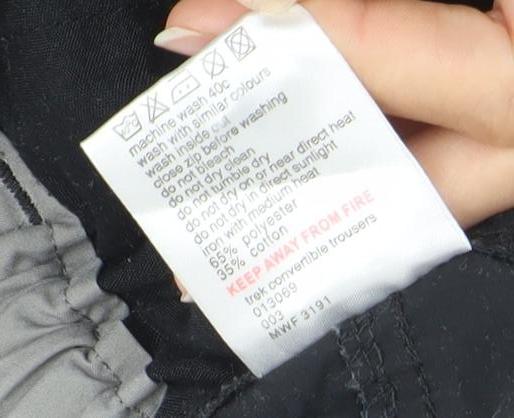 40c
machine wash 40c
wash with similar colours
wash inside out
close zip before washing
do not bleach
do not dry clean
do not tumble dry
do not dry on or near direct heat
do not dry in direct sunlight
iron with medium heat
65% polyester
35% cotton
KEEP AWAY FROM FIRE
trek convertible trousers
013069
003
MWF 3191